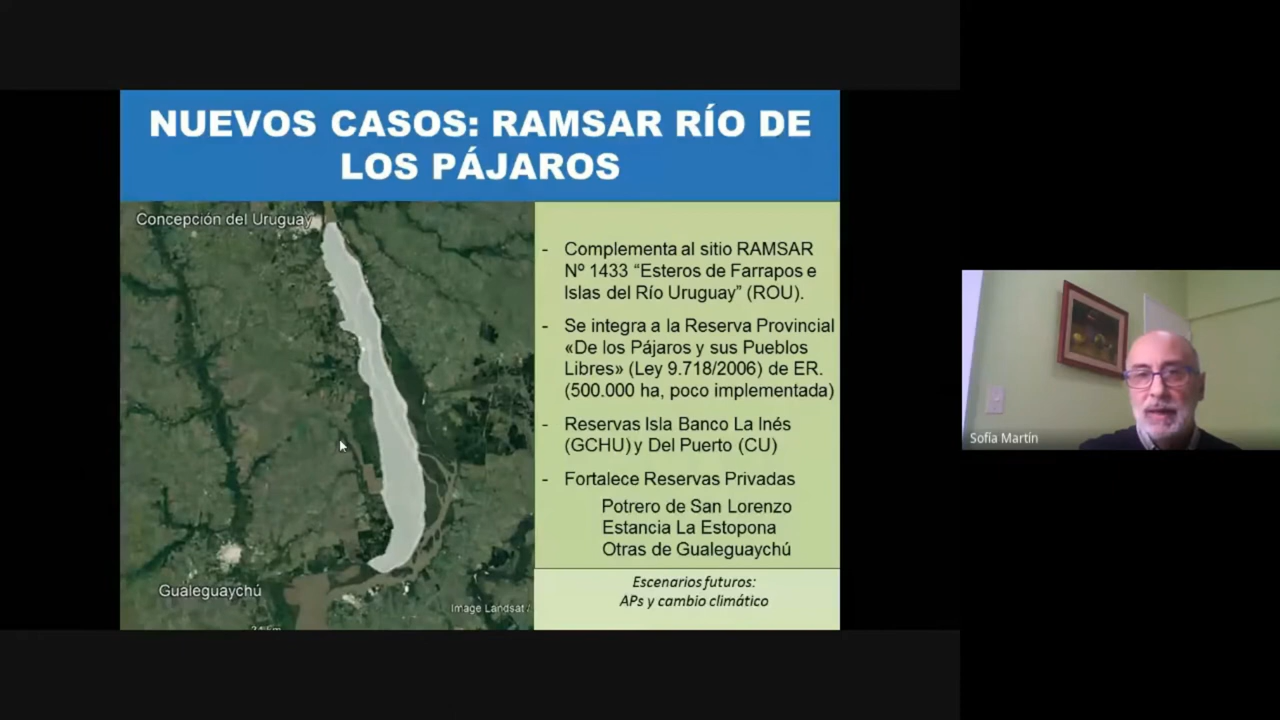 NUEVOS CASOS: RAMSAR RÍO DE
LOS PÁJAROS
Concepción del Uruguay
Gualeguaychú
Image Landsat /
- Complementa al sitio RAMSAR
Nº 1433 “Esteros de Farrapos e
Islas del Río Uruguay” (ROU).
- Se integra a la Reserva Provincial
«De los Pájaros y sus Pueblos
Libres» (Ley 9.718/2006) de ER.
(500.000 ha, poco implementada)
- Reservas Isla Banco La Inés
(GCHU) y Del Puerto (CU)
- Fortalece Reservas Privadas
Potrero de San Lorenzo
Estancia La Estopona
Otras de Gualeguaychú
Escenarios futuros:
APs y cambio climático
Sofía Martín